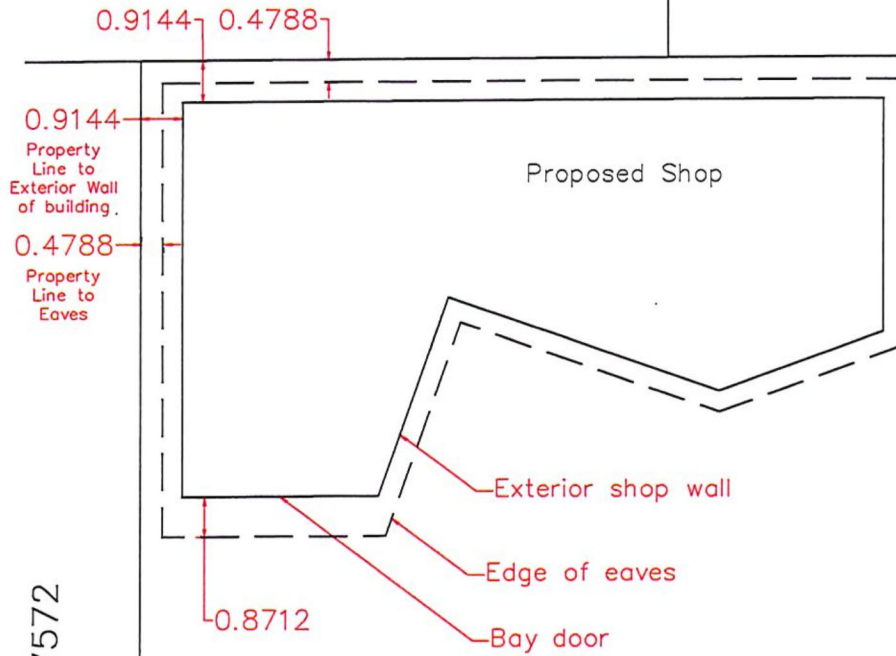 0.9144
0.4788
0.9144
Property
Line to
Exterior Wall
of building.
Proposed Shop
0.4788
Property
Line to
Eaves
Exterior shop wall
Edge of eaves
0.8712
Bay door
7572